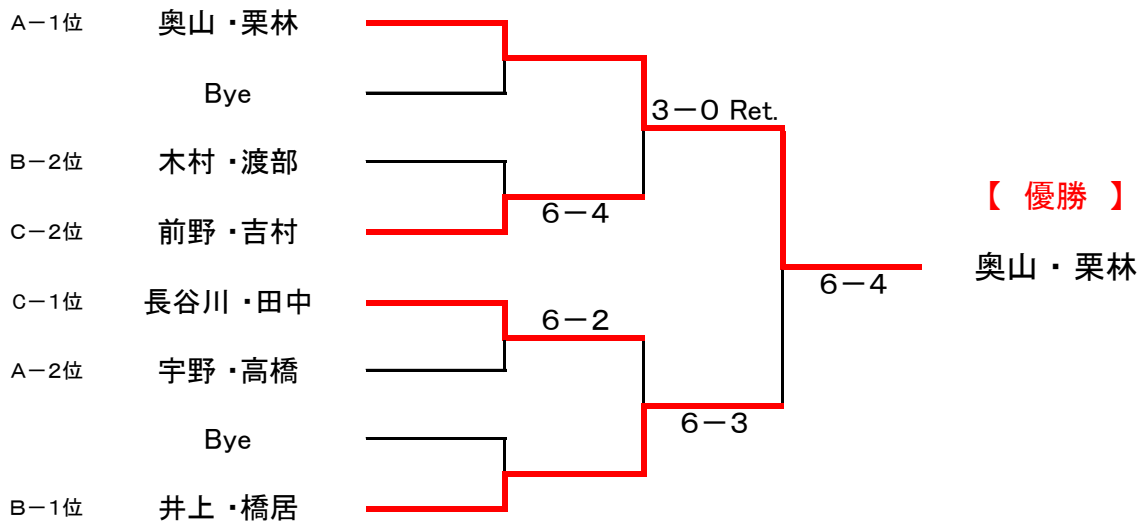 A－1位 奥山 ・栗林
Bye
3－0 Ret.
B－2位 木村 ・渡部
【 優勝 】
6－4
C－2位 前野 ・吉村
奥山 ・ 栗林
6－4
C－1位 長谷川 ・田中
6－2
A－2位 宇野 ・高橋
6－3
Bye
B－1位 井上 ・橋居